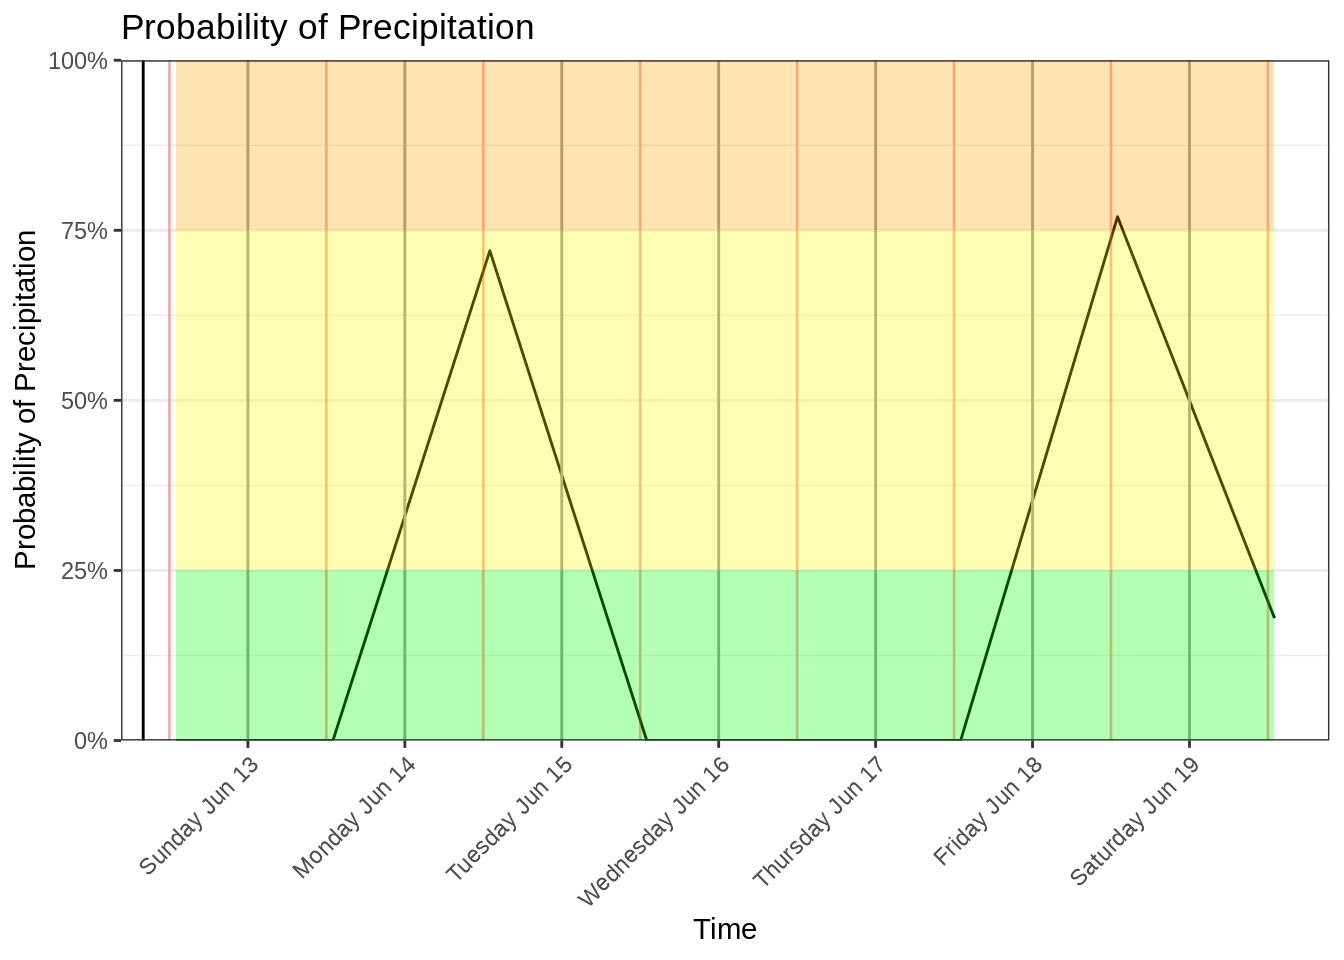 Probability of Precipitation
Probability of Precipitation
100%
75%
50%
25%
0%
Sunday Jun 13
Monday Jun 14
Tuesday Jun 15
Wednesday Jun 16
Thursday Jun 17
Friday Jun 18
Saturday Jun 19
Time